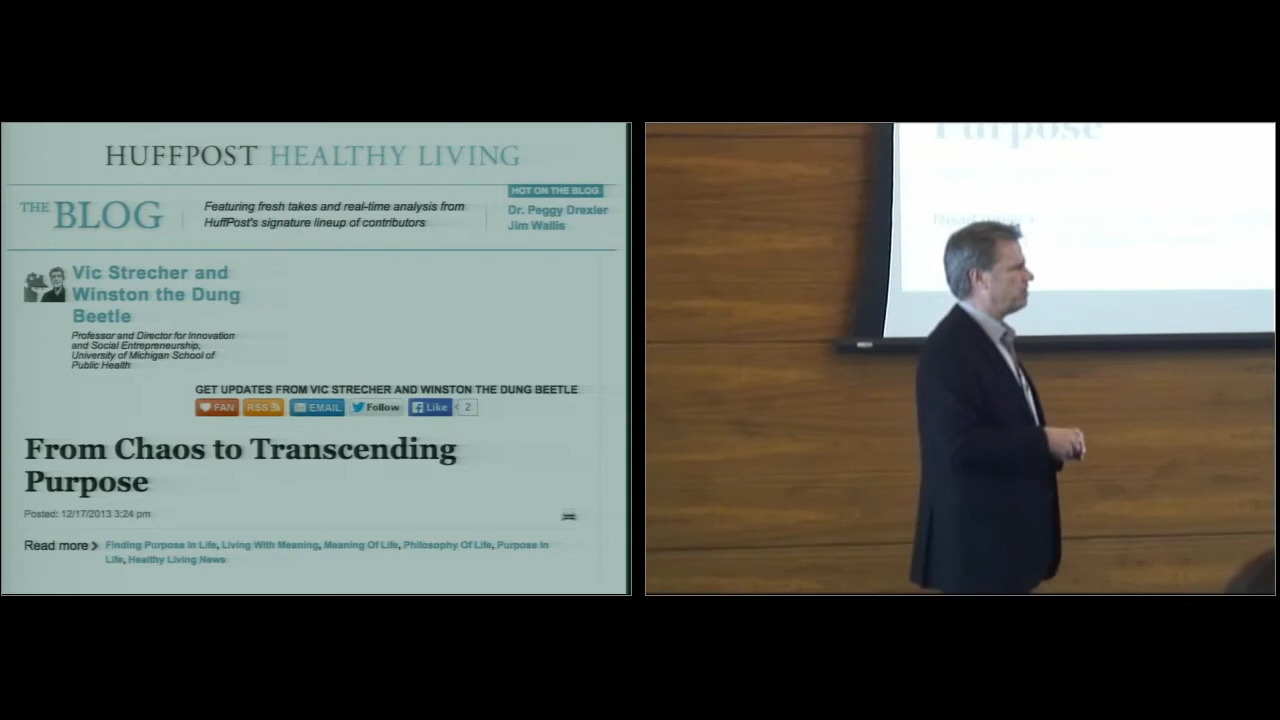 HUFFPOST HEALTHY LIVING
THE BLOG
Featuring fresh takes and real-time analysis from
HuffPost's signature lineup of contributors
HOT ON THE BLOG
Dr. Peggy Drexler
Jim Wallis
Vic Strecher and
Winston the Dung
Beetle
Professor and Director for Innovation
and Social Entrepreneurship,
University of Michigan School of
Public Health
GET UPDATES FROM VIC STRECHER AND WINSTON THE DUNG BEETLE
FAN RSS EMAIL Follow Like 2
From Chaos to Transcending
Purpose
Posted: 12/17/2013 3:24 pm
Read more > Finding Purpose In Life, Living With Meaning, Meaning Of Life, Philosophy Of Life, Purpose In
Life, Healthy Living News
Purpose